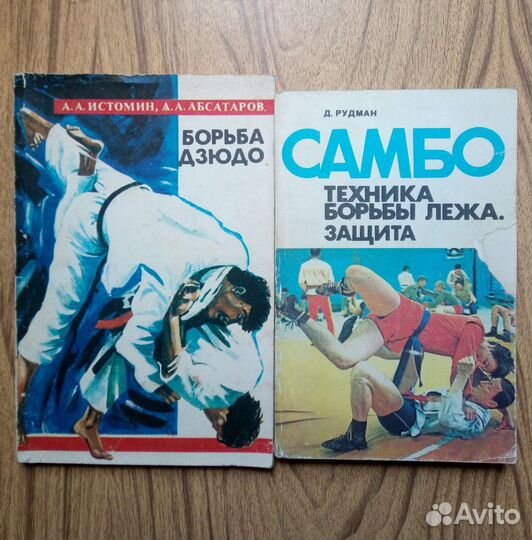 А. А. ИСТОМИН, А. А. АБСАТАРОВ.
БОРЬБА
ДЗЮДО
Д. РУДМАН
САМБО
ТЕХНИКА
БОРЬБЫ ЛЕЖА.
ЗАЩИТА
Avito